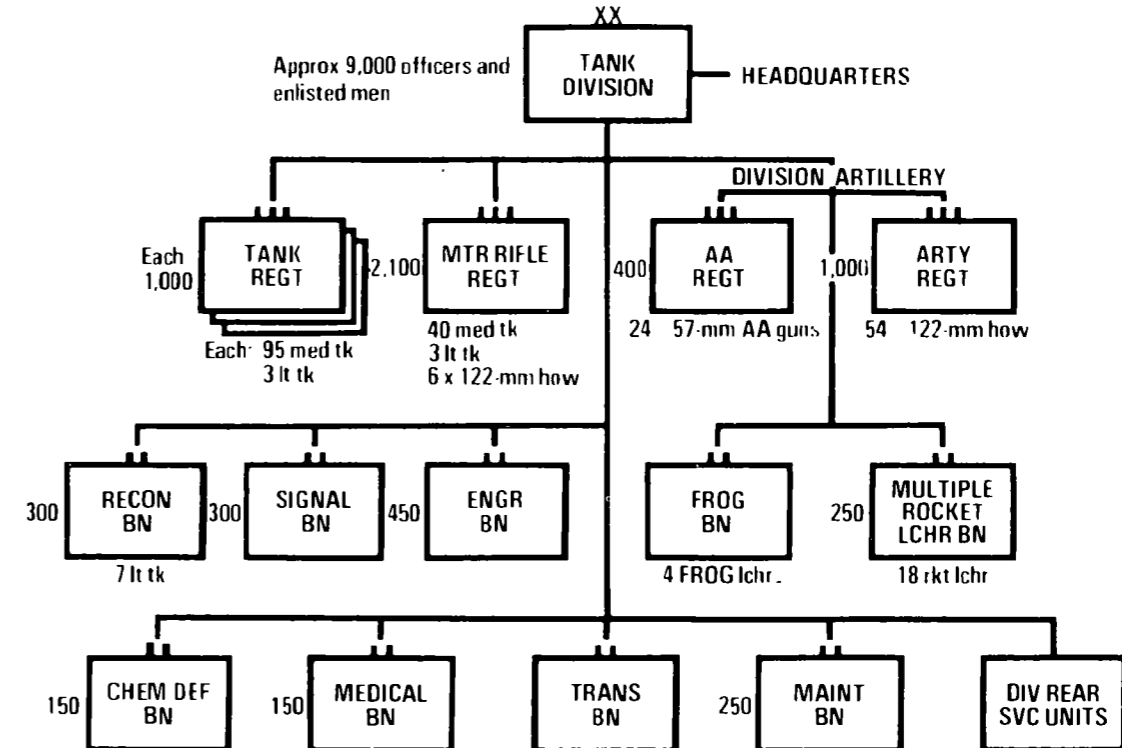 XX
Approx 9,000 officers and
enlisted men
TANK
DIVISION
HEADQUARTERS
DIVISION ARTILLERY
Each
1,000
TANK
REGT
Each: 95 med tk
3 lt tk
2,100
MTR RIFLE
REGT
40 med tk
3 lt tk
6 x 122-mm how
400
AA
REGT
24 57-mm AA guns
1,000
ARTY
REGT
54 122-mm how
300
RECON
BN
7 lt tk
300
SIGNAL
BN
450
ENGR
BN
FROG
BN
4 FROG lchr.
250
MULTIPLE
ROCKET
LCHR BN
18 rkt lchr
150
CHEM DEF
BN
150
MEDICAL
BN
TRANS
BN
250
MAINT
BN
DIV REAR
SVC UNITS